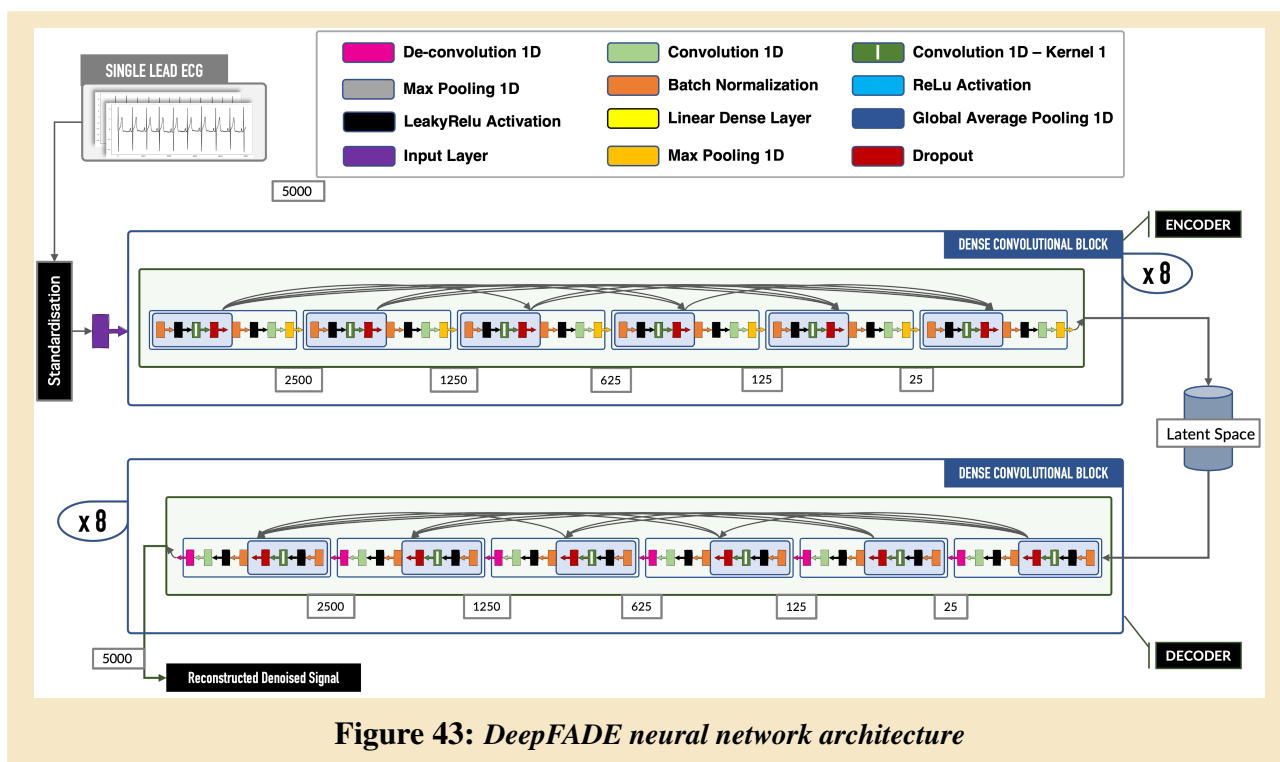 SINGLE LEAD ECG
De-convolution 1D
Convolution 1D
Convolution 1D – Kernel 1
Max Pooling 1D
Batch Normalization
ReLu Activation
LeakyRelu Activation
Linear Dense Layer
Global Average Pooling 1D
Input Layer
Max Pooling 1D
Dropout
5000
ENCODER
DENSE CONVOLUTIONAL BLOCK
x 8
Standardisation
2500
1250
625
125
25
Latent Space
DENSE CONVOLUTIONAL BLOCK
x 8
2500
1250
625
125
25
5000
DECODER
Reconstructed Denoised Signal
Figure 43: DeepFADE neural network architecture